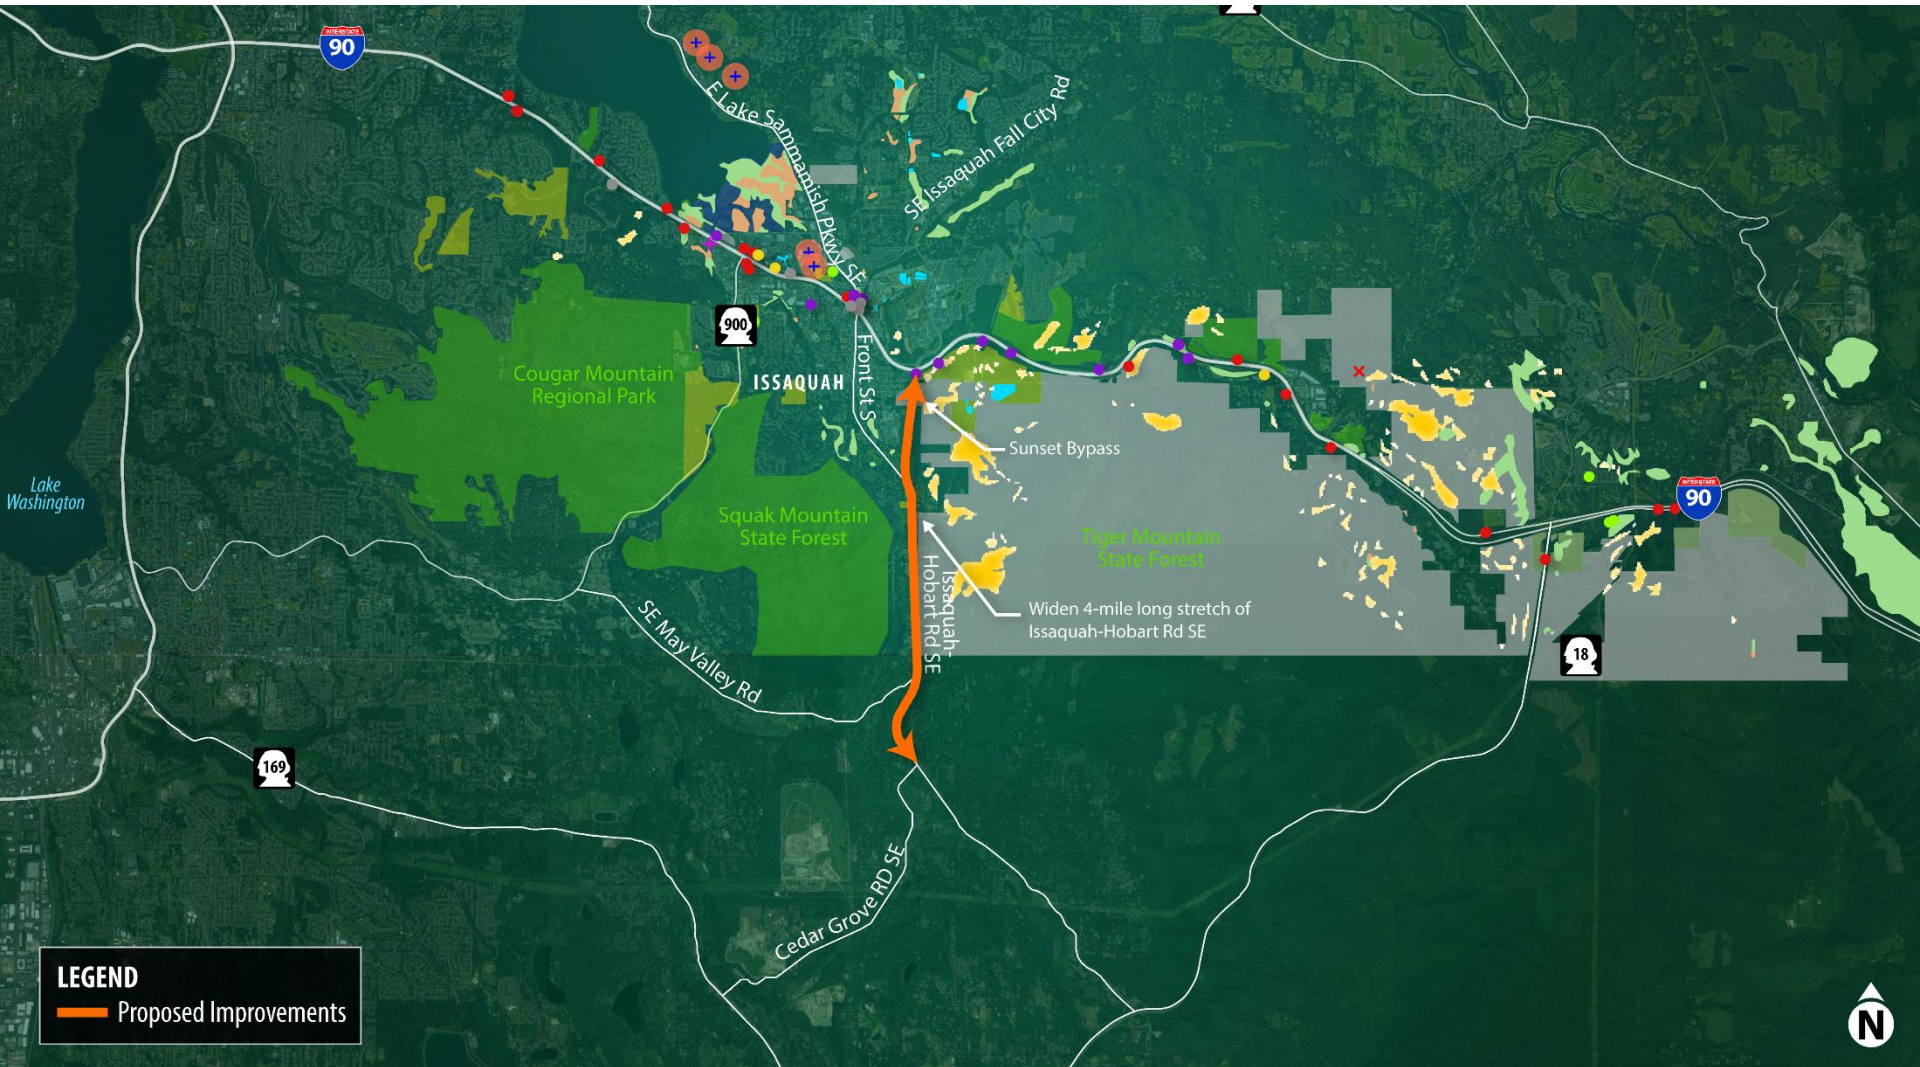 INTERSTATE
90
E Lake Sammamish Pkwy SE
SE Issaquah Fall City Rd
900
ISSAQUAH
Front St S
Cougar Mountain
Regional Park
Sunset Bypass
Lake
Washington
Squak Mountain
State Forest
Tiger Mountain
State Forest
INTERSTATE
90
Issaquah-
Hobart Rd SE
Widen 4-mile long stretch of
Issaquah-Hobart Rd SE
SE May Valley Rd
18
169
Cedar Grove RD SE
LEGEND
Proposed Improvements
N